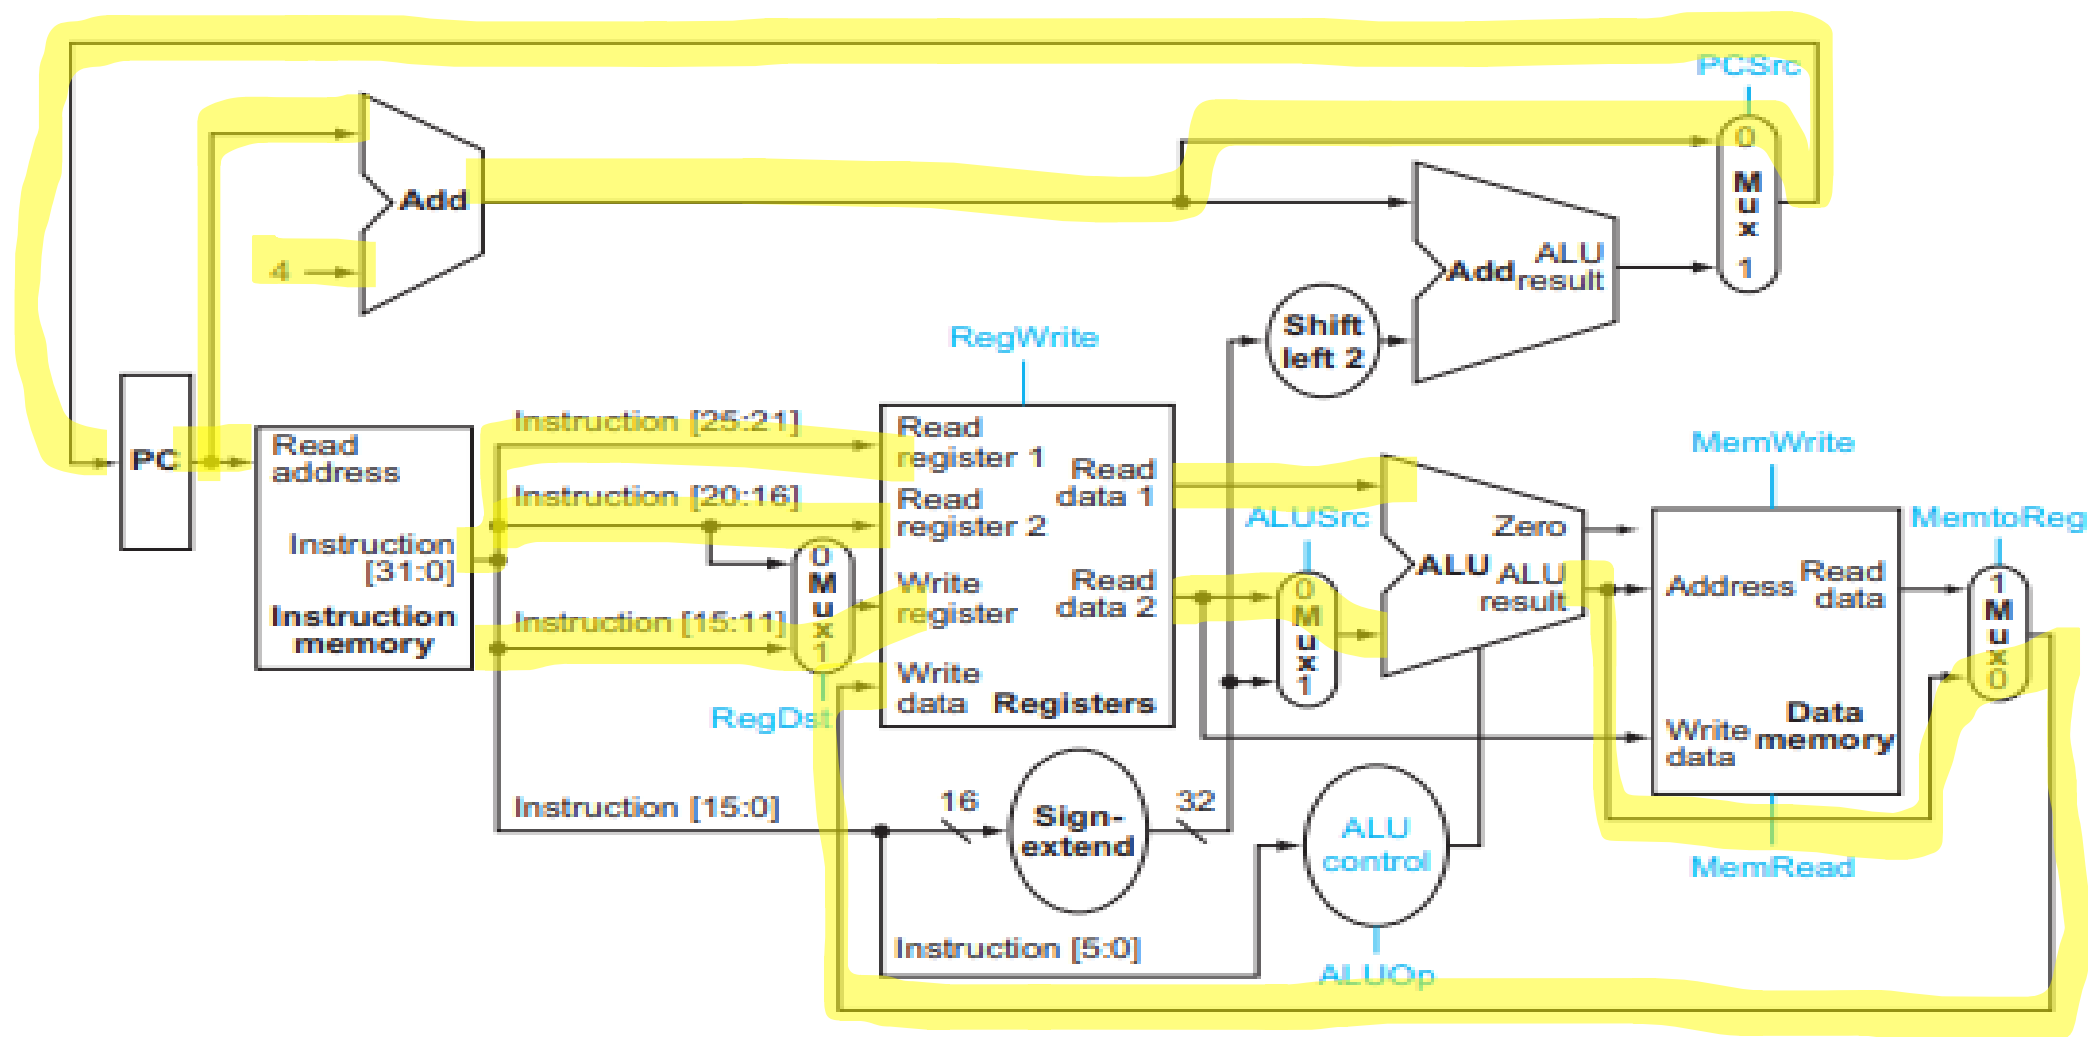 PCSrc
0
M
u
x
1
Add
4
Add
ALU
result
Shift
left 2
RegWrite
PC
Read
address
Instruction
[31:0]
Instruction
memory
Instruction [25:21]
Instruction [20:16]
Instruction [15:11]
0
M
u
x
1
RegDst
Read
register 1
Read
register 2
Write
register
Write
data
Read
data 1
Read
data 2
Registers
ALUSrc
0
M
u
x
1
ALU
Zero
ALU
result
MemWrite
Address
Read
data
Write
data
Data
memory
MemRead
MemtoReg
1
M
u
x
0
Instruction [15:0]
16
Sign-
extend
32
ALU
control
Instruction [5:0]
ALUOp